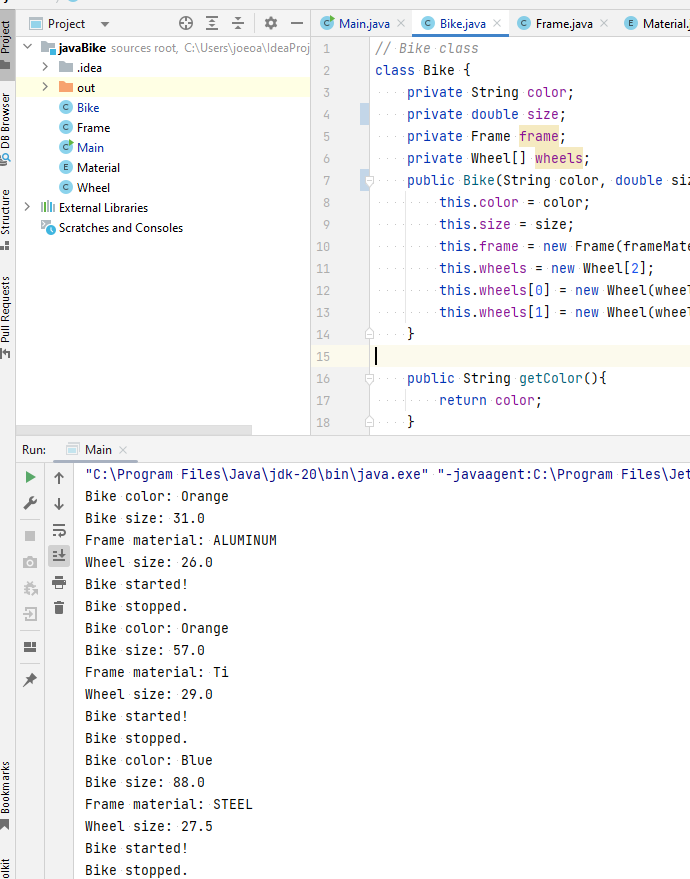 Project
Project
javaBike sources root, C:\Users\joeoa\IdeaProj
.idea
out
Bike
Frame
Main
Material
Wheel
External Libraries
Scratches and Consoles
DB Browser
Structure
Pull Requests
Bookmarks
Main.java
Bike.java
Frame.java
Material.
1 // Bike class
2 class Bike {
3 private String color;
4 private double size;
5 private Frame frame;
6 private Wheel[] wheels;
7 public Bike(String color, double siz
8 this.color = color;
9 this.size = size;
10 this.frame = new Frame(frameMate
11 this.wheels = new Wheel[2];
12 this.wheels[0] = new Wheel(wheel
13 this.wheels[1] = new Wheel(wheel
14 }
15
16 public String getColor(){
17 return color;
18 }
Run: Main
"C:\Program Files\Java\jdk-20\bin\java.exe" "-javaagent:C:\Program Files\Jet
Bike color: Orange
Bike size: 31.0
Frame material: ALUMINUM
Wheel size: 26.0
Bike started!
Bike stopped.
Bike color: Orange
Bike size: 57.0
Frame material: Ti
Wheel size: 29.0
Bike started!
Bike stopped.
Bike color: Blue
Bike size: 88.0
Frame material: STEEL
Wheel size: 27.5
Bike started!
Bike stopped.